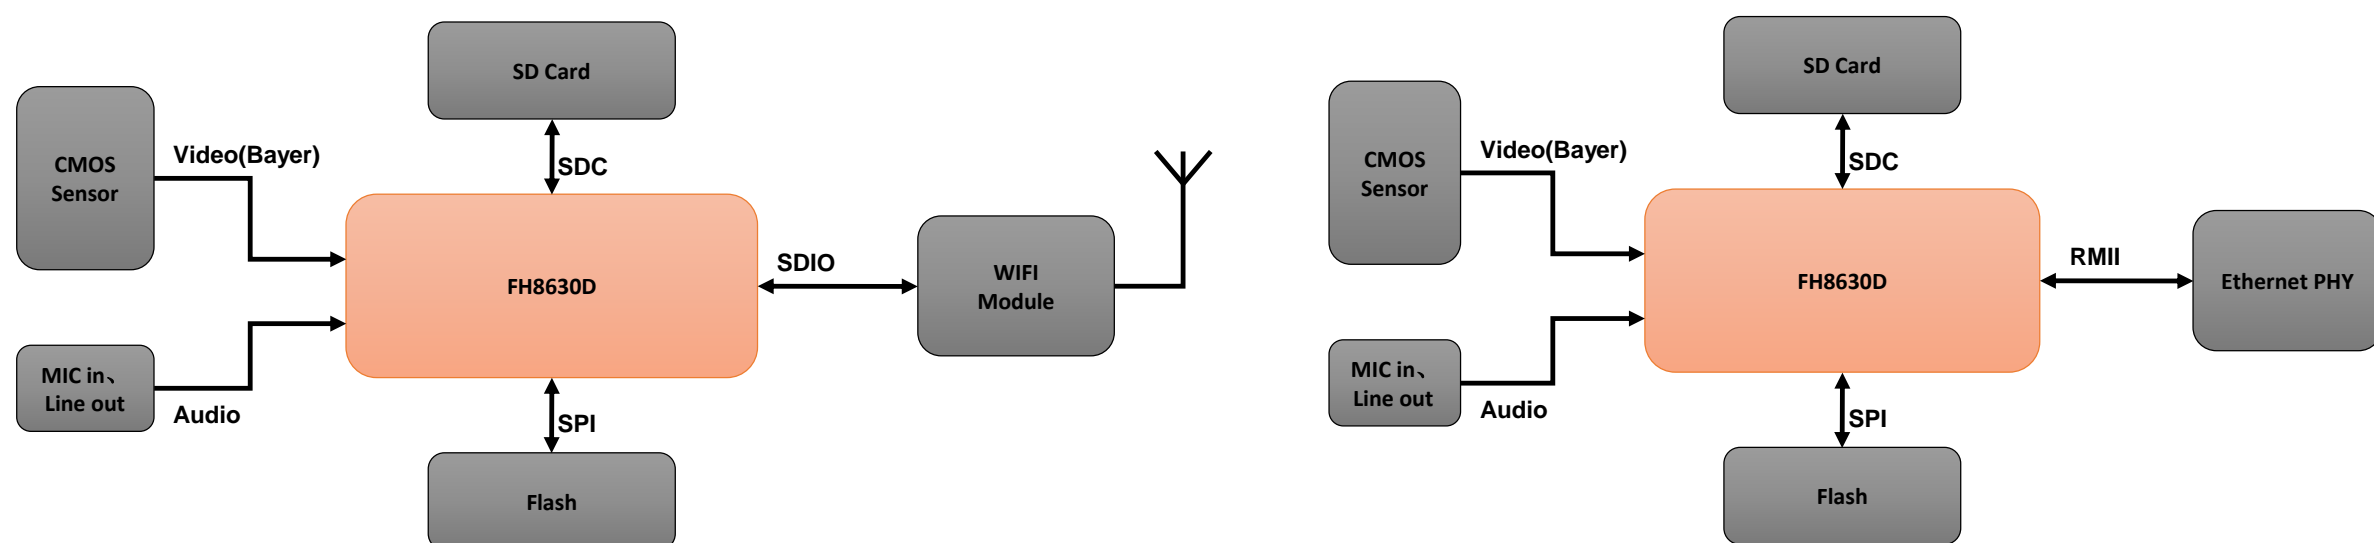 SD Card
CMOS
Sensor
Video(Bayer)
SDC
FH8630D
SDIO
WIFI
Module
MIC in、
Line out
Audio
SPI
Flash
SD Card
CMOS
Sensor
Video(Bayer)
SDC
FH8630D
RMII
Ethernet PHY
MIC in、
Line out
Audio
SPI
Flash